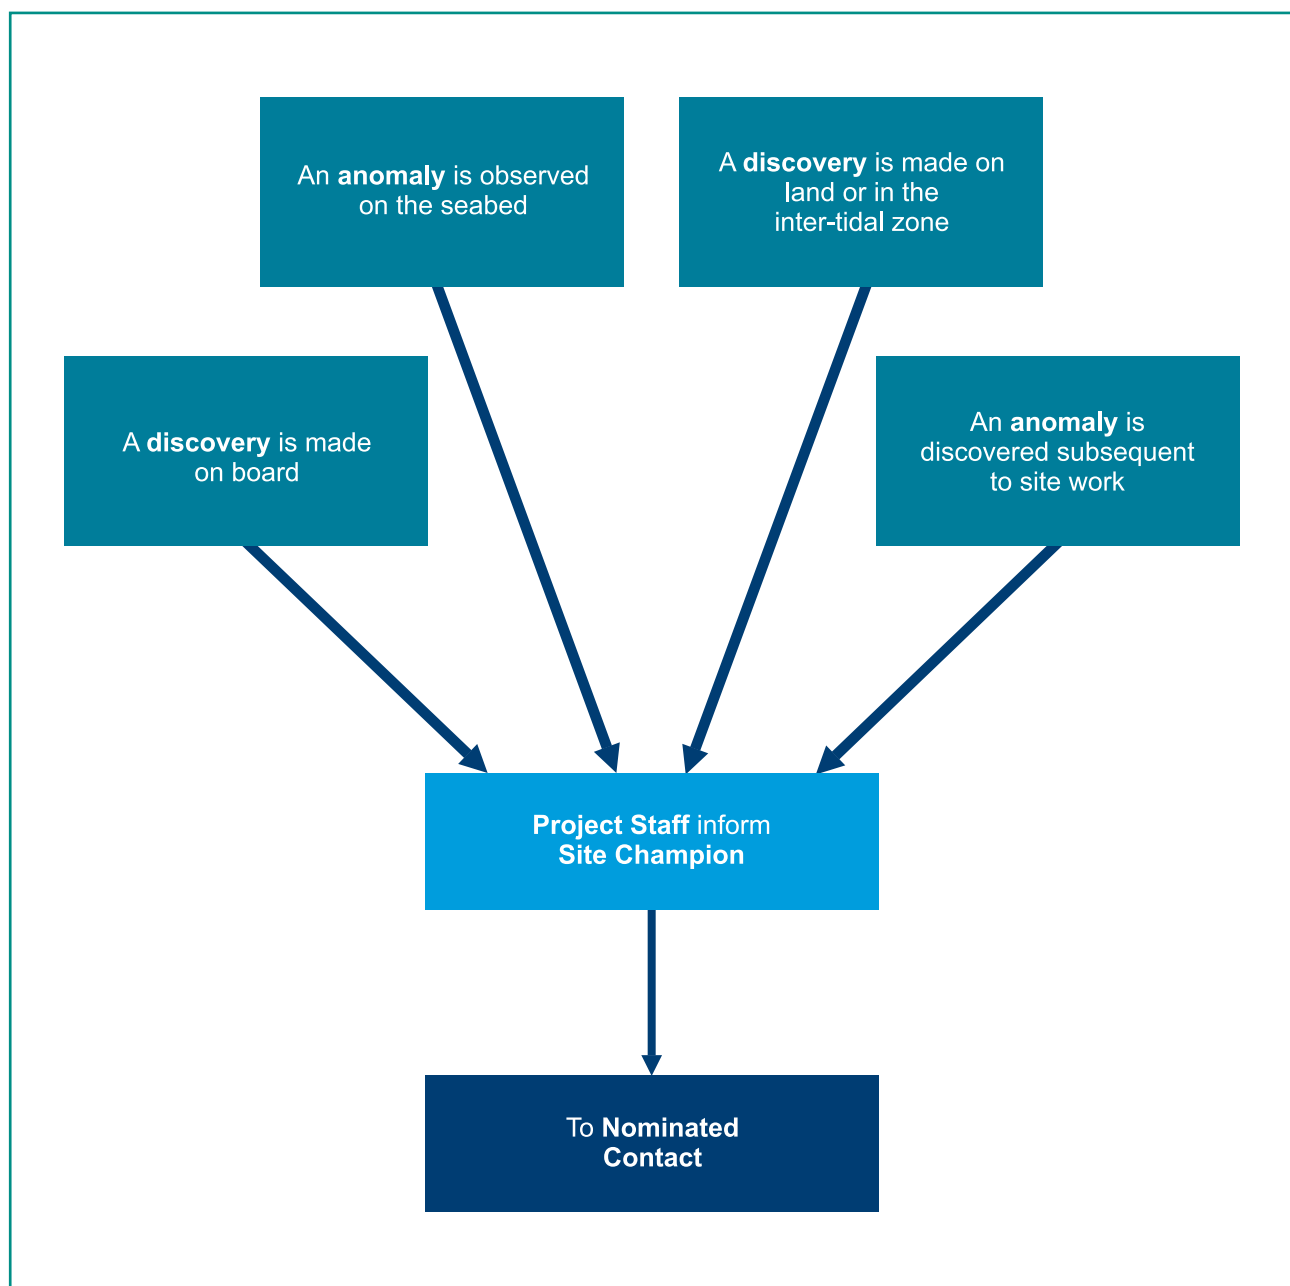 An anomaly is observed
on the seabed
A discovery is made on
land or in the
inter-tidal zone
A discovery is made
on board
An anomaly is
discovered subsequent
to site work
Project Staff inform
Site Champion
To Nominated
Contact